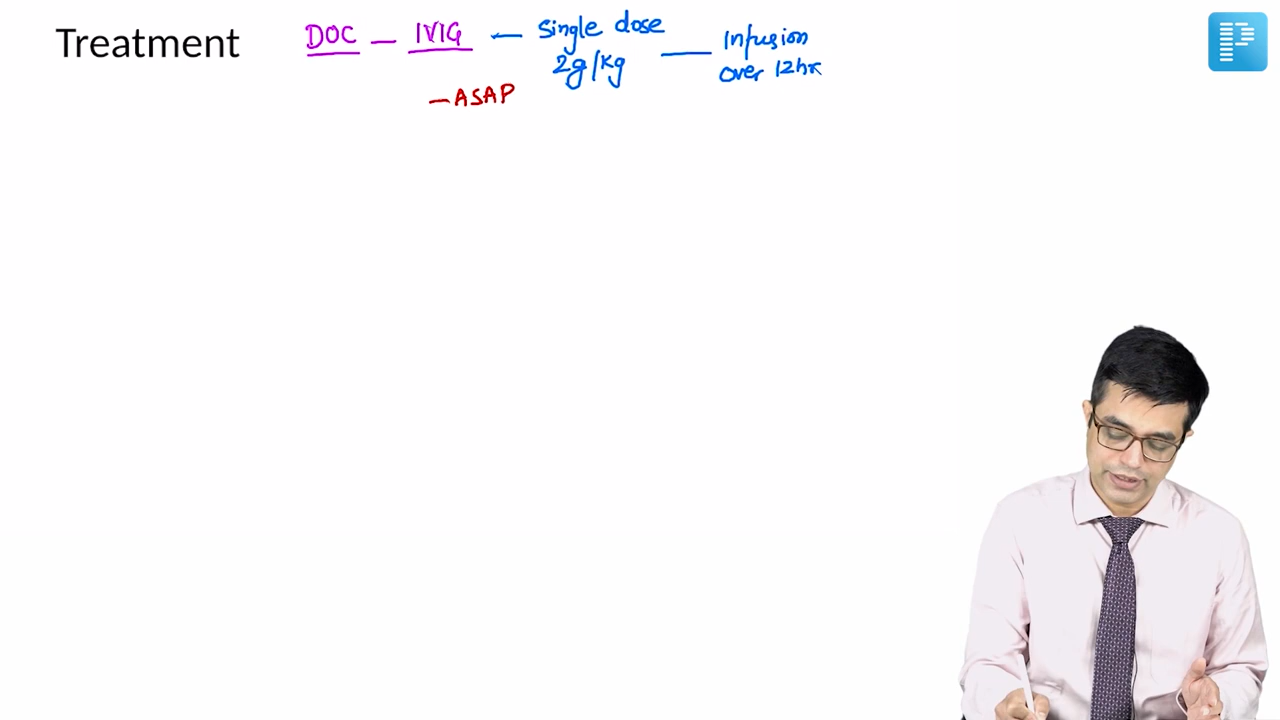 Treatment DOC — IVIG — Single dose — Infusion
2g/kg over 12hr
— ASAP